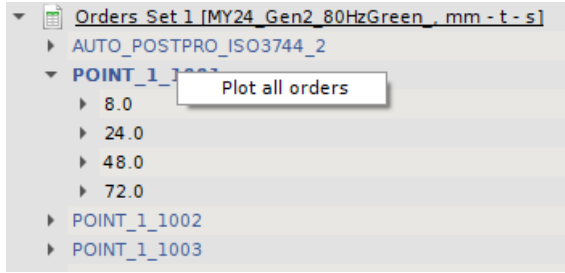 Orders Set 1 [MY24_Gen2_80HzGreen_, mm - t - s]
AUTO_POSTPRO_ISO3744_2
POINT_1_1001
Plot all orders
8.0
24.0
48.0
72.0
POINT_1_1002
POINT_1_1003